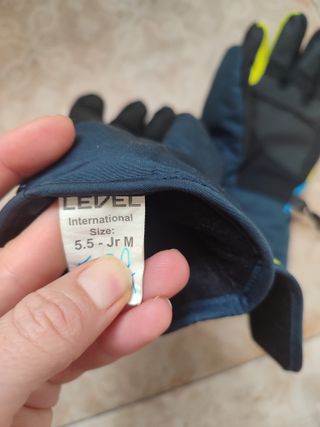 LEVEL
International
Size:
5.5 - Jr M